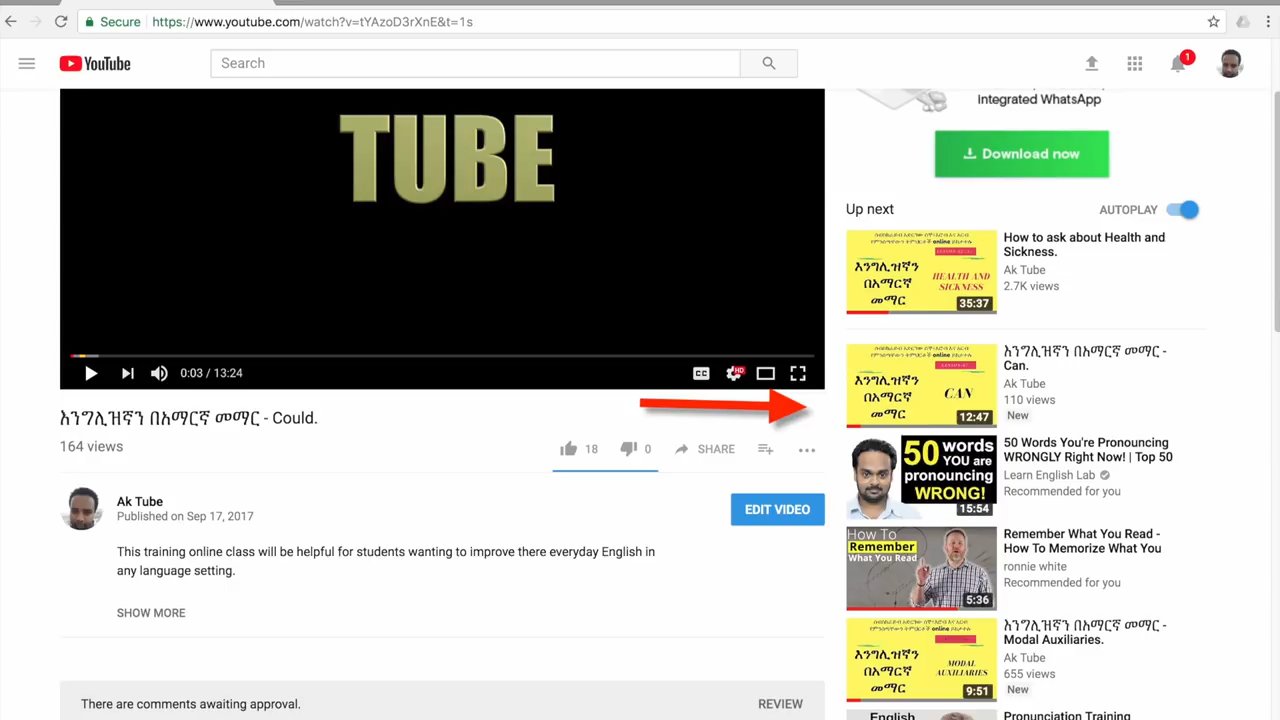 Secure https://www.youtube.com/watch?v=tYAzoD3rXnE&t=1s
YouTube
Search
1
integrated WhatsApp
Download now
TUBE
Up next
AUTOPLAY
How to ask about Health and
Sickness.
Ak Tube
2.7K views
እንግሊዝኛን
በአማርኛ
መማር
HEALTH AND
SICKNESS
35:37
0:03 / 13:24
CC
HD
እንግሊዝኛን በአማርኛ መማር - Could.
164 views
18
0
SHARE
እንግሊዝኛን በአማርኛ መማር -
Can.
Ak Tube
110 views
New
እንግሊዝኛን
በአማርኛ
መማር
CAN
12:47
Ak Tube
Published on Sep 17, 2017
EDIT VIDEO
This training online class will be helpful for students wanting to improve there everyday English in
any language setting.
SHOW MORE
50 words
YOU are
pronouncing
WRONG!
15:54
50 Words You're Pronouncing
WRONGLY Right Now! | Top 50
Learn English Lab
Recommended for you
How To
Remember
What You Read
5:36
Remember What You Read -
How To Memorize What You
ronnie white
Recommended for you
እንግሊዝኛን
በአማርኛ
መማር
MODAL
AUXILIARIES
9:51
እንግሊዝኛን በአማርኛ መማር -
Modal Auxiliaries.
Ak Tube
655 views
New
There are comments awaiting approval.
REVIEW
English
Pronunciation Training